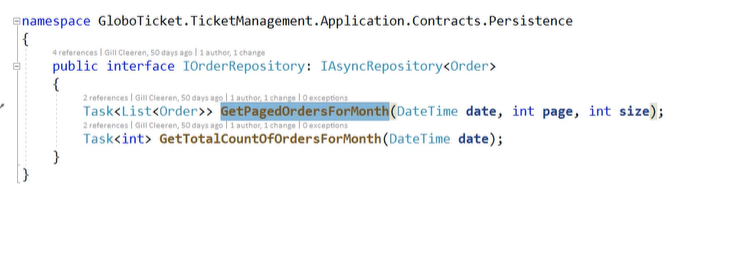 namespace GloboTicket.TicketManagement.Application.Contracts.Persistence
{
4 references | Gill Cleeren, 50 days ago | 1 author, 1 change
public interface IOrderRepository: IAsyncRepository<Order>
{
2 references | Gill Cleeren, 50 days ago | 1 author, 1 change | 0 exceptions
Task<List<Order>> GetPagedOrdersForMonth(DateTime date, int page, int size);
2 references | Gill Cleeren, 50 days ago | 1 author, 1 change | 0 exceptions
Task<int> GetTotalCountOfOrdersForMonth(DateTime date);
}
}